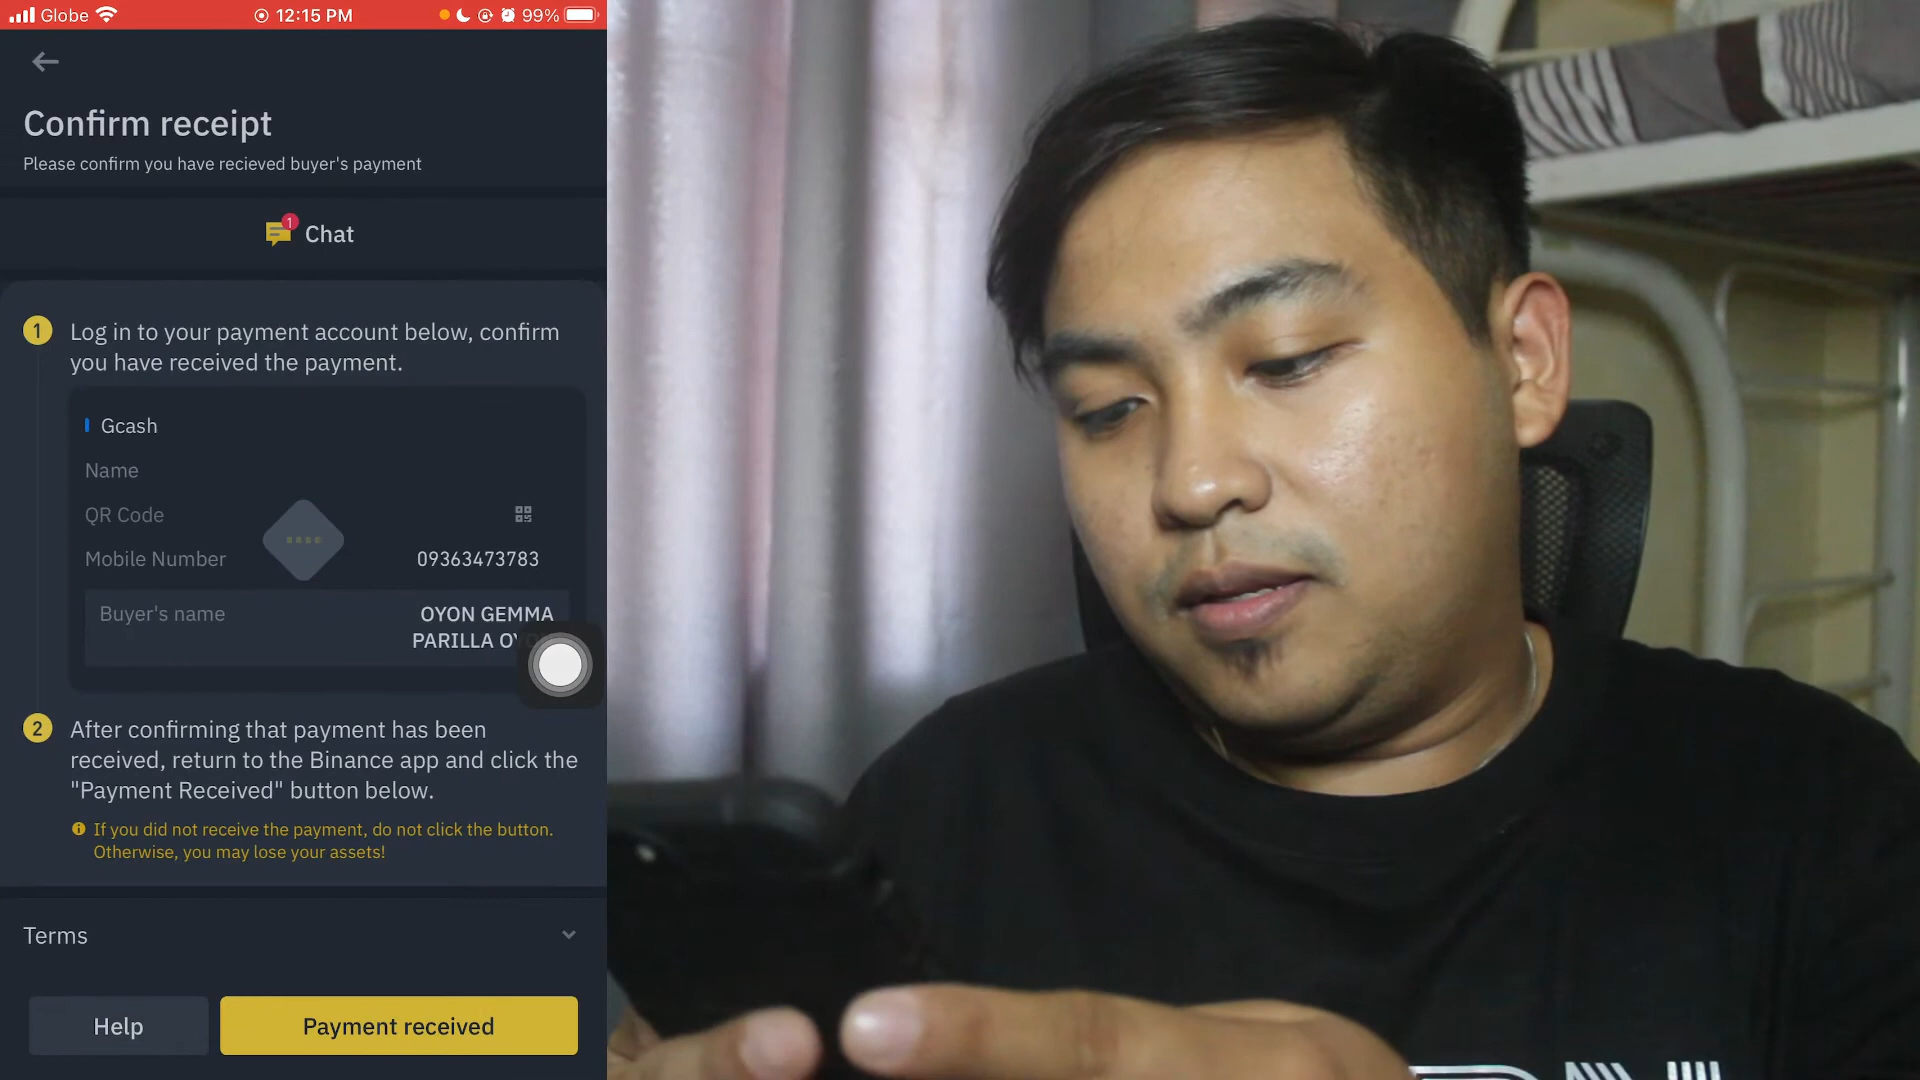 Globe 12:15 PM 99%
Confirm receipt
Please confirm you have recieved buyer's payment
1 Chat
1 Log in to your payment account below, confirm
you have received the payment.
Gcash
Name
QR Code
Mobile Number 09363473783
Buyer's name OYON GEMMA
PARILLA
2 After confirming that payment has been
received, return to the Binance app and click the
"Payment Received" button below.
If you did not receive the payment, do not click the button.
Otherwise, you may lose your assets!
Terms
Help Payment received